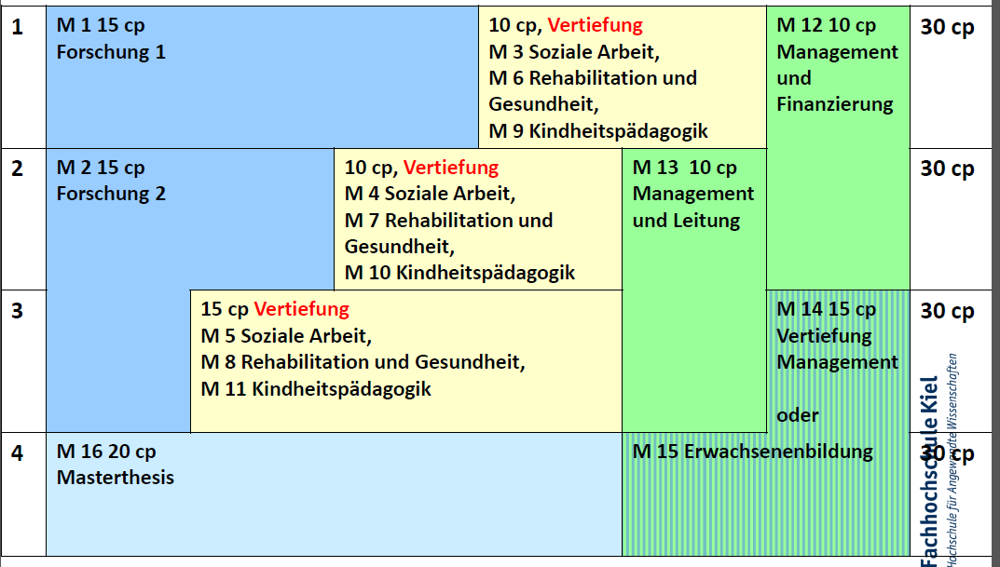 1
M 1 15 cp
Forschung 1
10 cp, Vertiefung
M 3 Soziale Arbeit,
M 6 Rehabilitation und
Gesundheit,
M 9 Kindheitspädagogik
M 12 10 cp
Management
und
Finanzierung
30 cp
2
M 2 15 cp
Forschung 2
10 cp, Vertiefung
M 4 Soziale Arbeit,
M 7 Rehabilitation und
Gesundheit,
M 10 Kindheitspädagogik
M 13  10 cp
Management
und Leitung
30 cp
3
15 cp Vertiefung
M 5 Soziale Arbeit,
M 8 Rehabilitation und Gesundheit,
M 11 Kindheitspädagogik
M 14 15 cp
Vertiefung
Management
oder
30 cp
4
M 16 20 cp
Masterthesis
M 15 Erwachsenenbildung
30 cp
Fachhochschule Kiel
Hochschule für Angewandte Wissenschaften